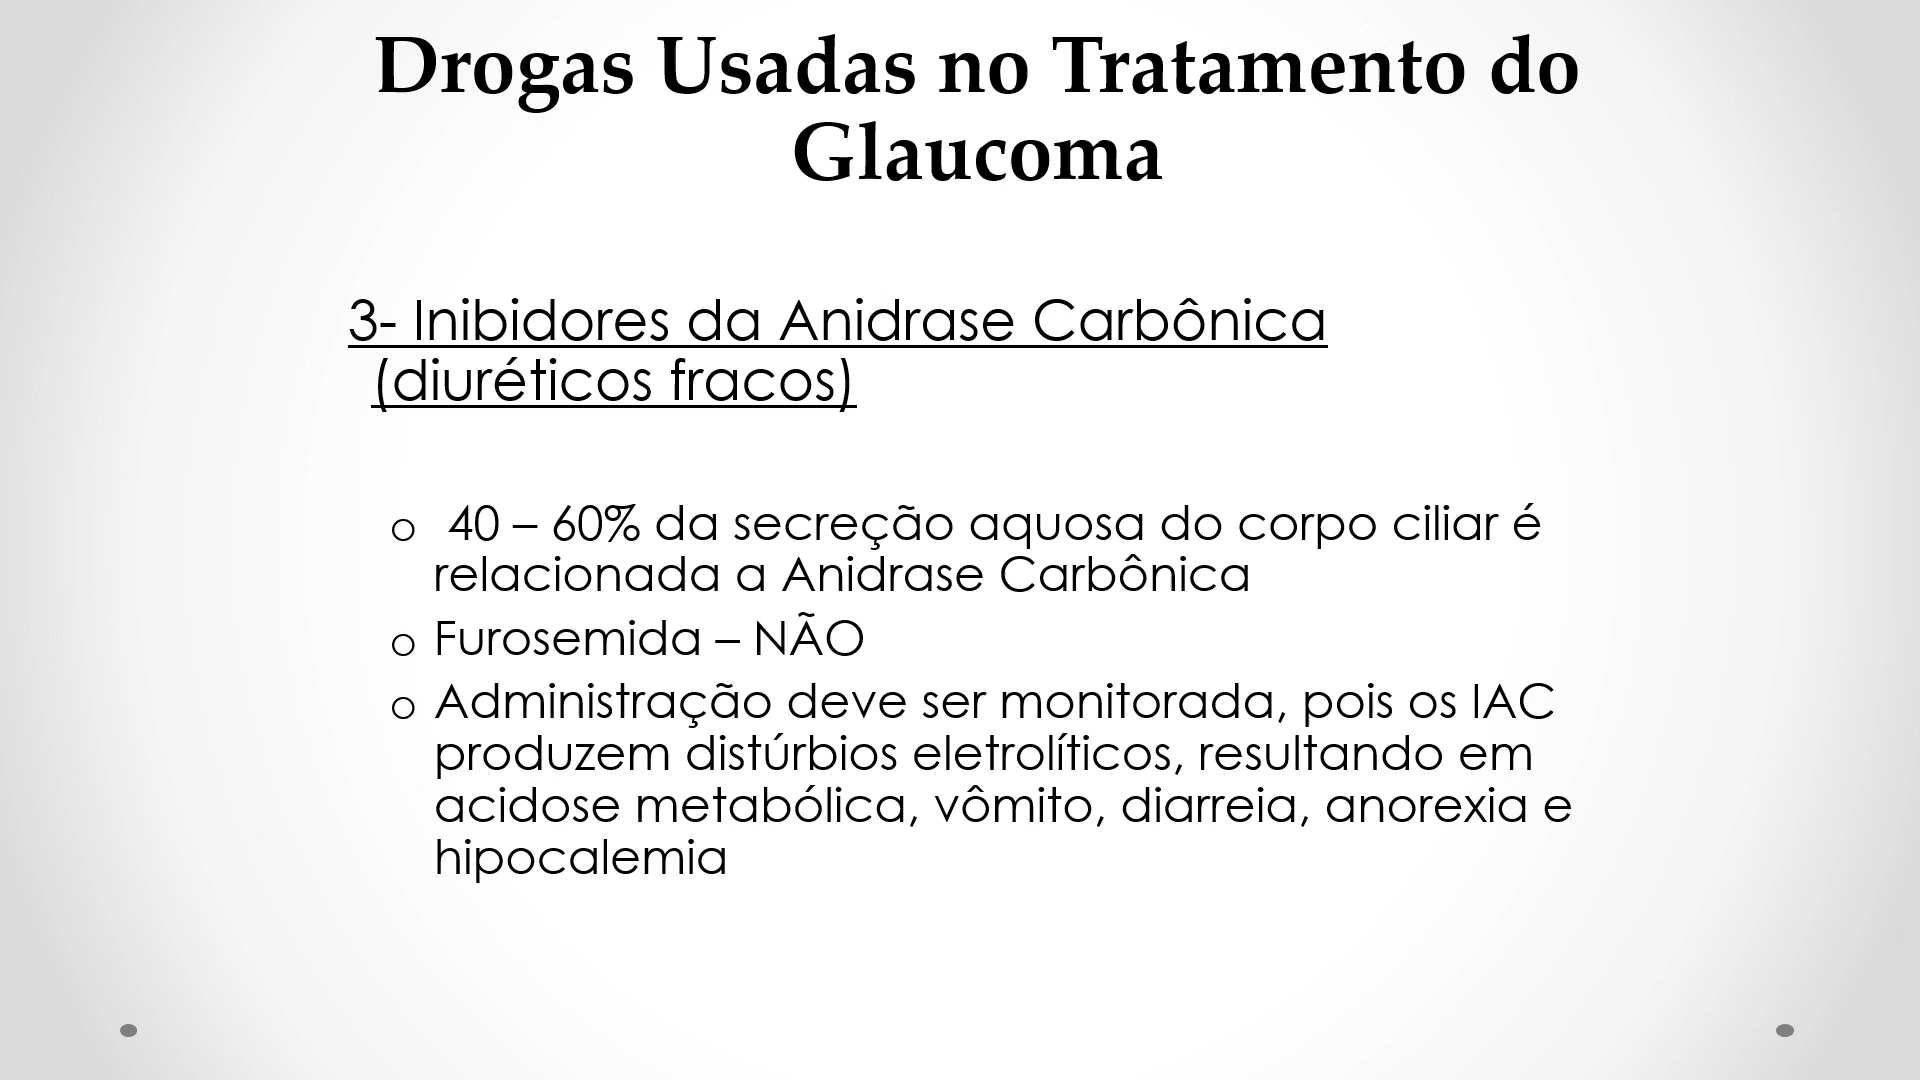 Drogas Usadas no Tratamento do
Glaucoma
3- Inibidores da Anidrase Carbônica
(diuréticos fracos)
o 40 – 60% da secreção aquosa do corpo ciliar é
relacionada a Anidrase Carbônica
o Furosemida – NÃO
o Administração deve ser monitorada, pois os IAC
produzem distúrbios eletrolíticos, resultando em
acidose metabólica, vômito, diarreia, anorexia e
hipocalemia